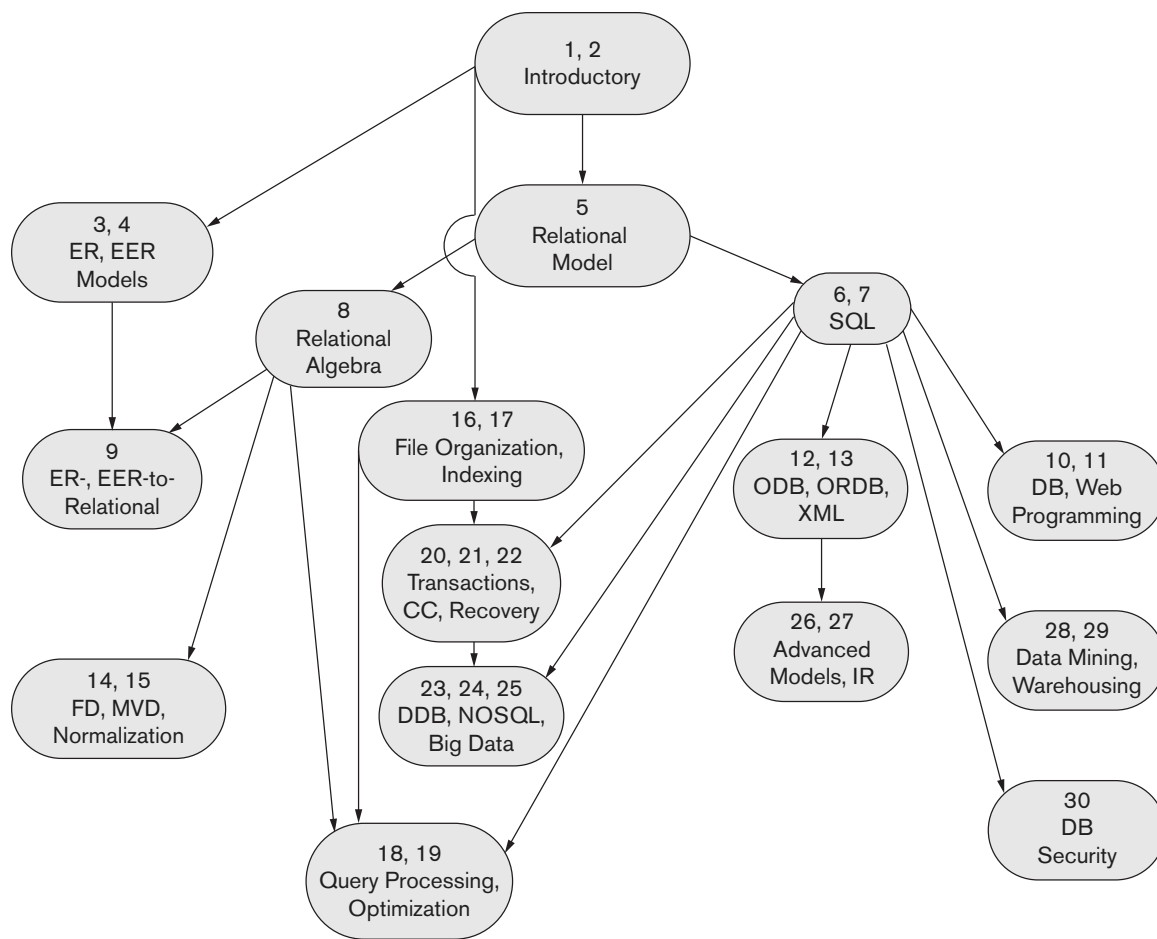 1, 2
Introductory
3, 4
ER, EER
Models
5
Relational
Model
6, 7
SQL
8
Relational
Algebra
9
ER-, EER-to-
Relational
16, 17
File Organization,
Indexing
12, 13
ODB, ORDB,
XML
10, 11
DB, Web
Programming
20, 21, 22
Transactions,
CC, Recovery
26, 27
Advanced
Models, IR
28, 29
Data Mining,
Warehousing
14, 15
FD, MVD,
Normalization
23, 24, 25
DDB, NOSQL,
Big Data
30
DB
Security
18, 19
Query Processing,
Optimization